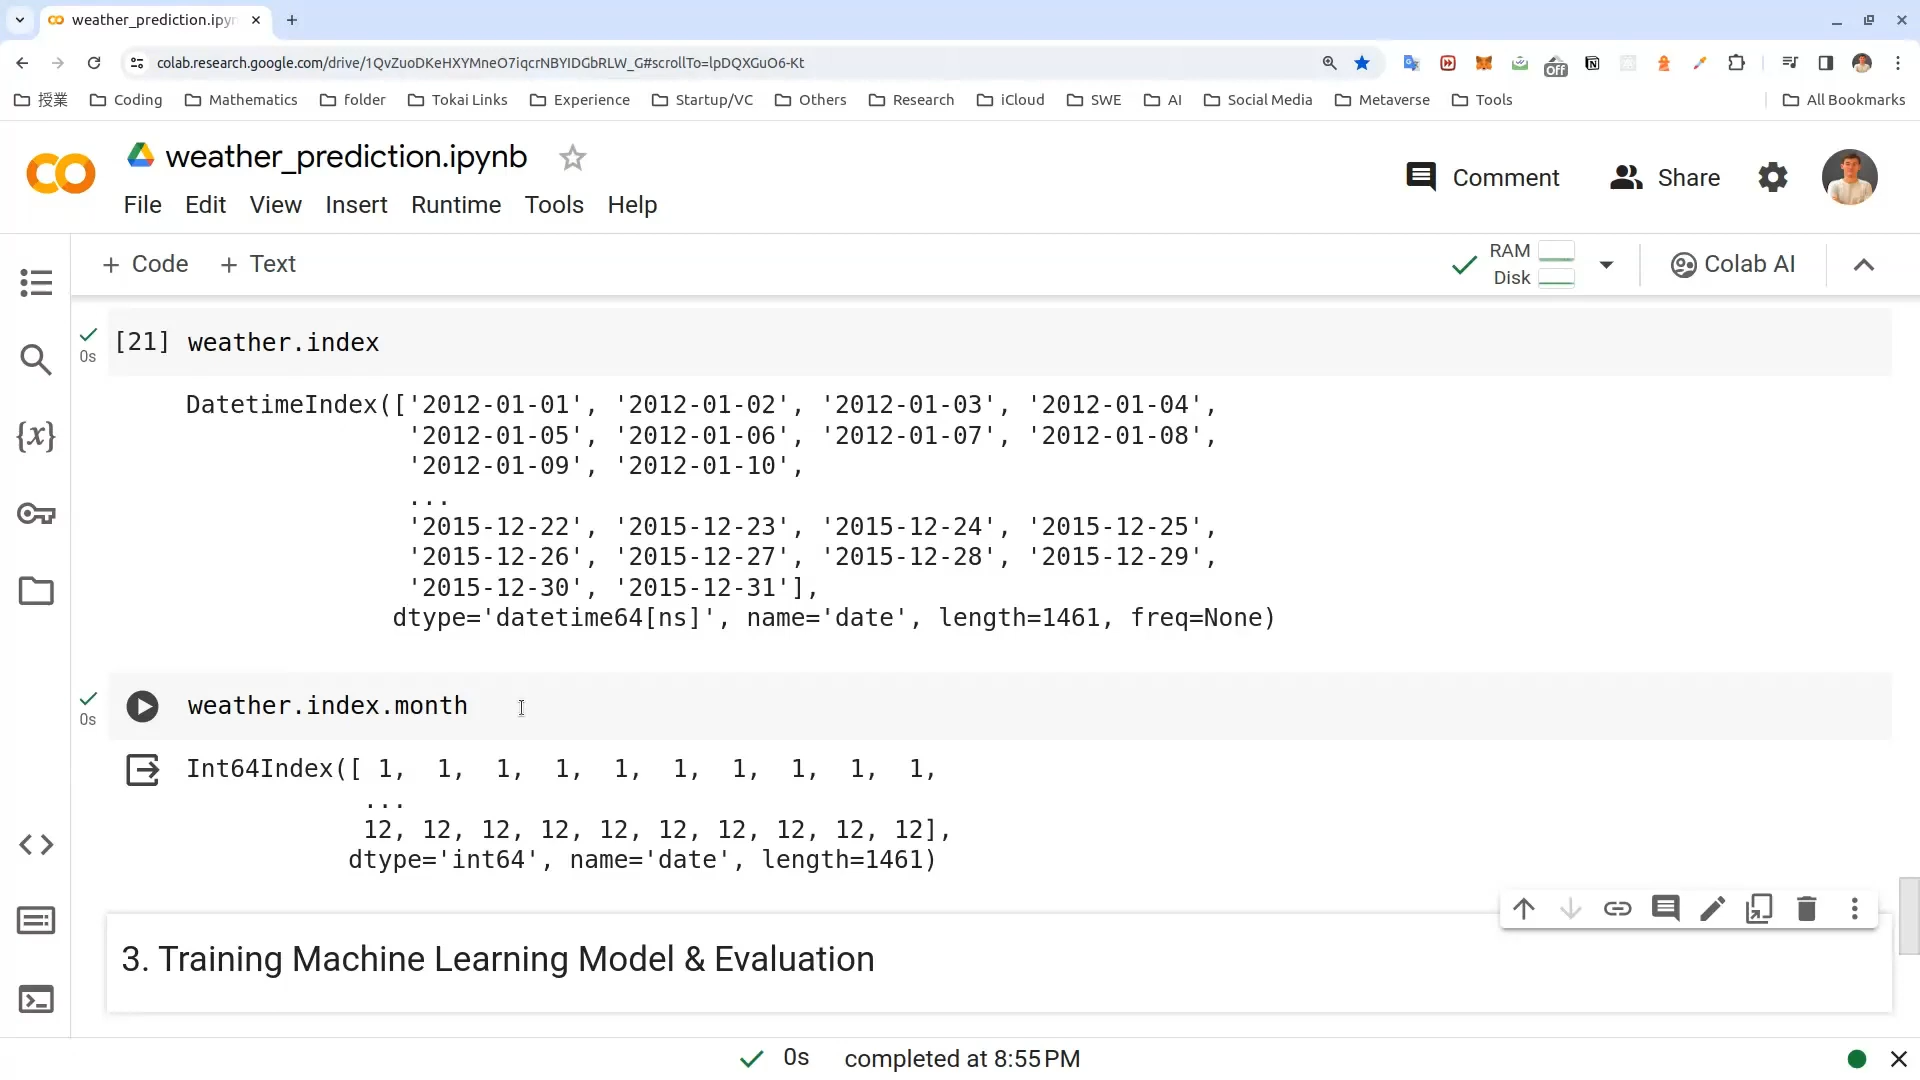 weather_prediction.ipyn
colab.research.google.com/drive/1QvZuoDKeHXYMneO7iqcrNBYIDGbRLW_G#scrollTo=lpDQXGuO6-Kt
Off
授業 Coding Mathematics folder Tokai Links Experience Startup/VC Others Research iCloud SWE AI Social Media Metaverse Tools All Bookmarks
weather_prediction.ipynb
Comment Share
File Edit View Insert Runtime Tools Help
+ Code + Text RAM Disk Colab AI
[21] weather.index
0s
DatetimeIndex(['2012-01-01', '2012-01-02', '2012-01-03', '2012-01-04',
'2012-01-05', '2012-01-06', '2012-01-07', '2012-01-08',
'2012-01-09', '2012-01-10',
...
'2015-12-22', '2015-12-23', '2015-12-24', '2015-12-25',
'2015-12-26', '2015-12-27', '2015-12-28', '2015-12-29',
'2015-12-30', '2015-12-31'],
dtype='datetime64[ns]', name='date', length=1461, freq=None)
weather.index.month
0s
Int64Index([ 1, 1, 1, 1, 1, 1, 1, 1, 1, 1,
...
12, 12, 12, 12, 12, 12, 12, 12, 12, 12],
dtype='int64', name='date', length=1461)
3. Training Machine Learning Model & Evaluation
0s completed at 8:55 PM